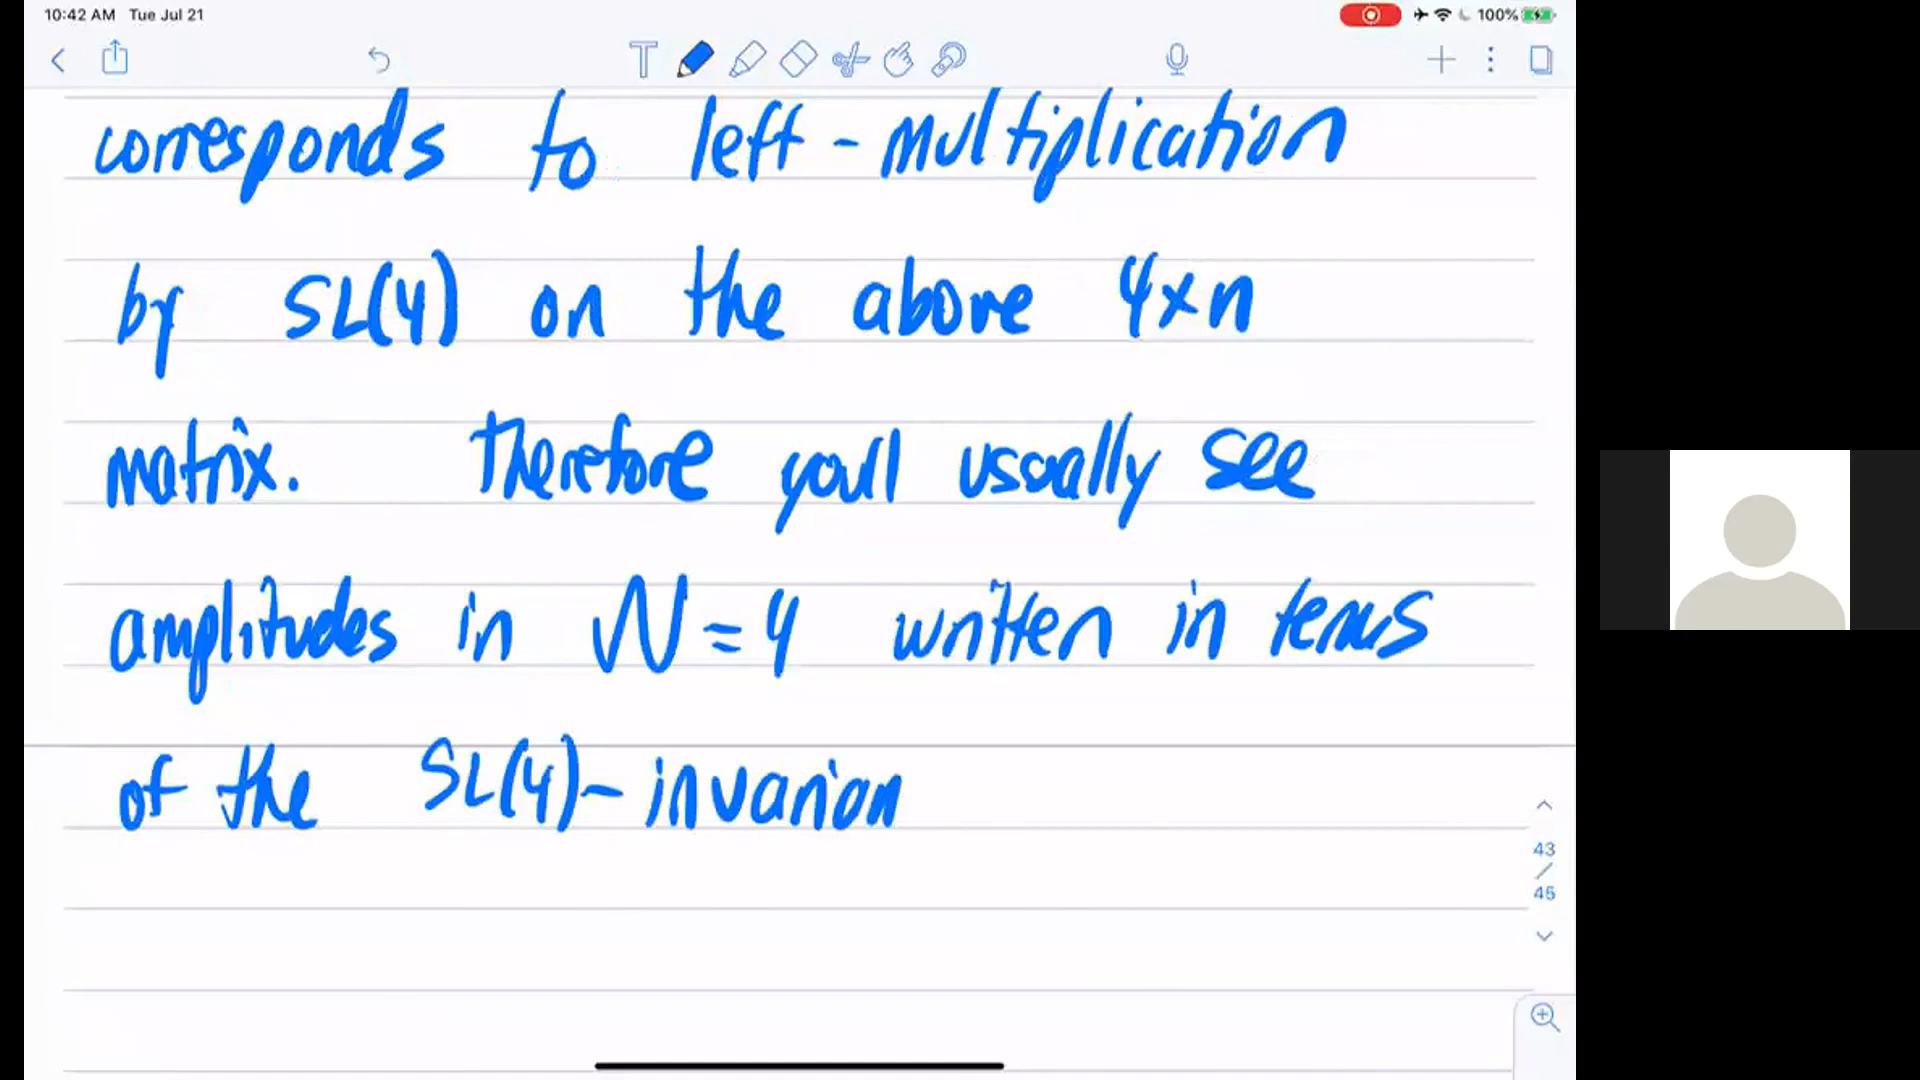 10:42 AM Tue Jul 21
100%
T
corresponds to left-multiplication
by SL(4) on the above 4×n
matrix. Therefore you'll usually see
amplitudes in N=4 written in terms
of the SL(4)-invarian
43
/
45